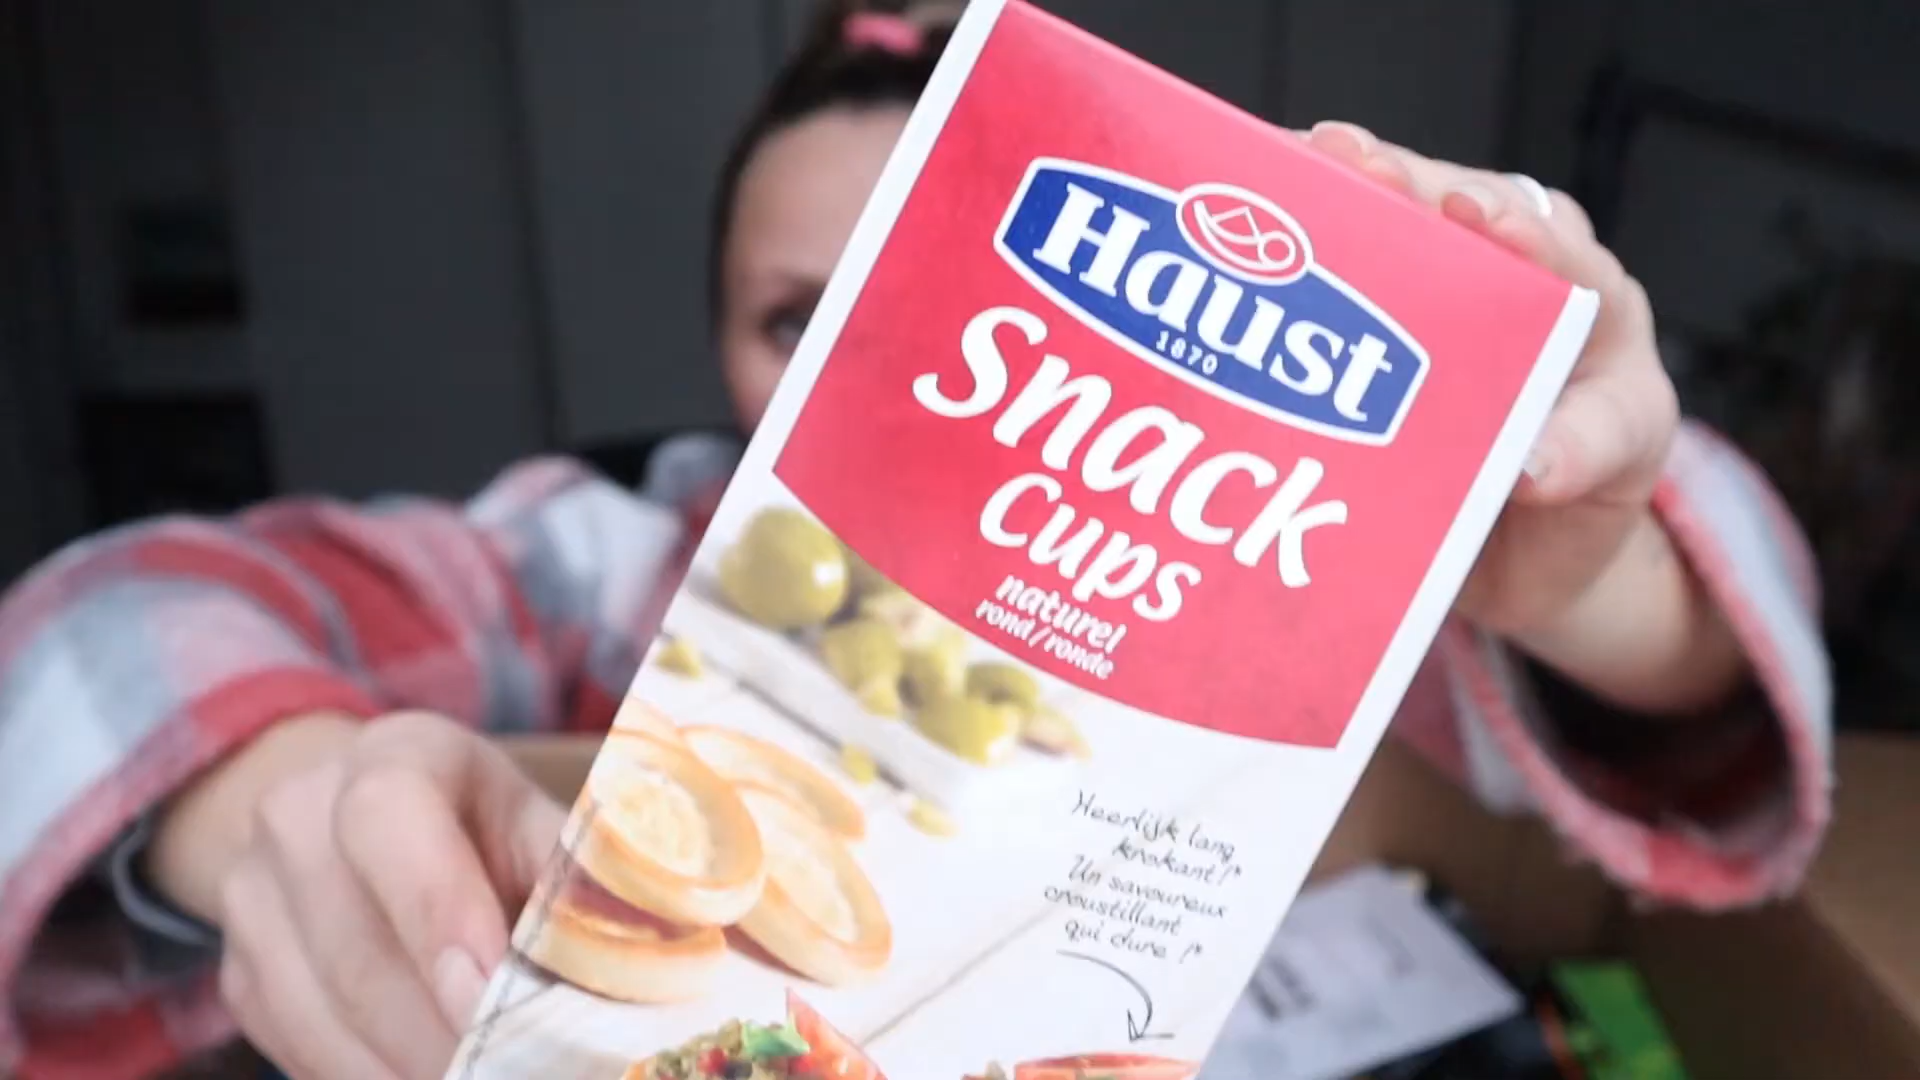 Haust
1870
Snack
Cups
naturel
rond/ronde
Heerlijk lang
krokant!*
Un savoureux
croustillant
qui dure !*